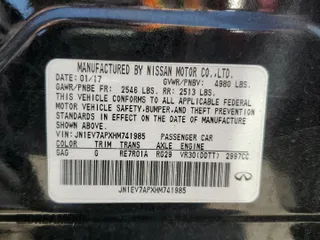 MANUFACTURED BY NISSAN MOTOR CO.,LTD.
DATE: 01/17 GVWR/PNBV: 4980 LBS.
GAWR/PNBE FR: 2546 LBS. RR: 2513 LBS.
THIS VEHICLE CONFORMS TO ALL APPLICABLE
FEDERAL MOTOR VEHICLE SAFETY,BUMPER,AND THEFT
PREVENTION STANDARDS IN EFFECT ON THE
DATE OF MANUFACTURE SHOWN ABOVE.
VIN: JN1EV7APXHM741985 PASSENGER CAR
COLOR TRIM TRANS AXLE ENGINE
GAG G RE7R01A RG29 VR30(DDTT) 2997CC
JN1EV7APXHM741985